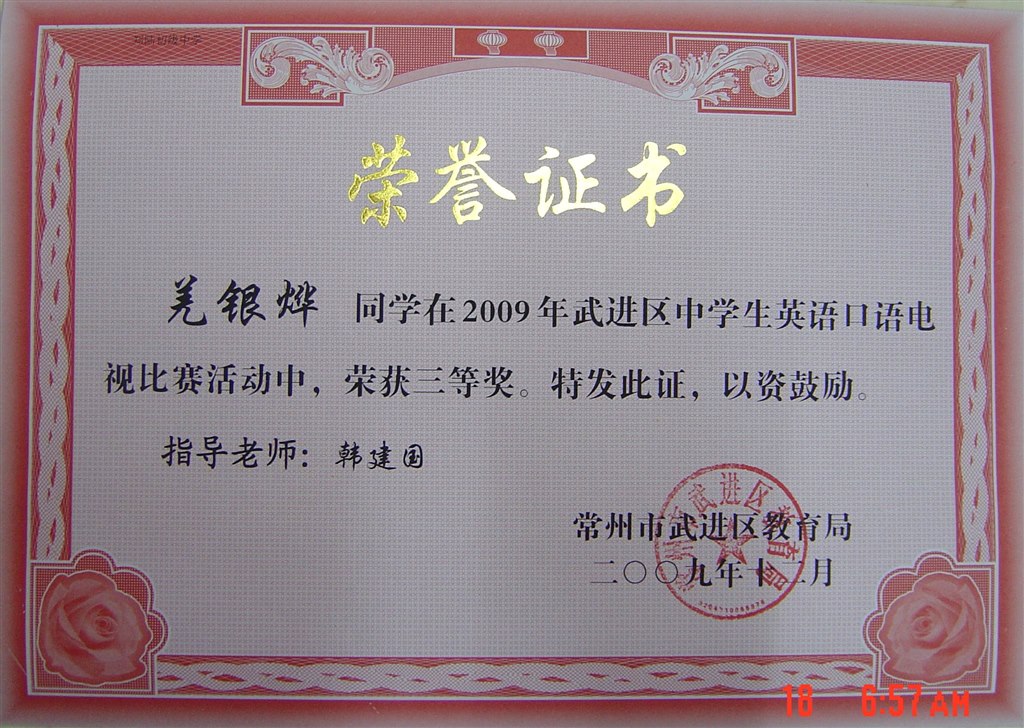 荣誉证书
羌银烨 同学在2009年武进区中学生英语口语电
视比赛活动中，荣获三等奖。特发此证，以资鼓励。
指导老师：韩建国
常州市武进区教育局
二〇〇九年十二月
18 6:57AM